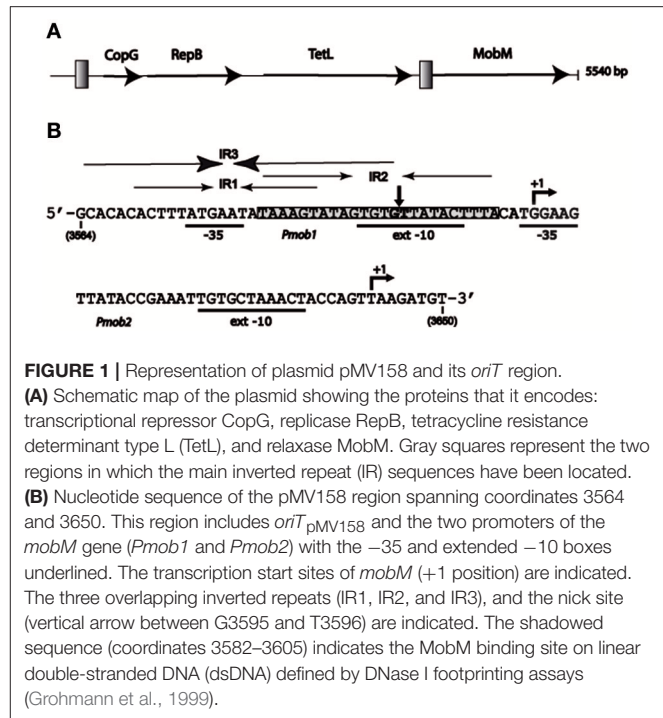 A
CopG RepB TetL MobM
5540 bp
B
IR3
IR1 IR2
+1
5′ -GCACACACTTTATGAATATAAAGTATAGTGTGTTATACTTTACATGGAAG
(3564) -35 Pmob1 ext -10 -35
+1
TTATACCGAAATTGTGCTAAACTACCAGTTAAGATGT-3′
Pmob2 ext -10 (3650)
FIGURE 1 | Representation of plasmid pMV158 and its oriT region.
(A) Schematic map of the plasmid showing the proteins that it encodes:
transcriptional repressor CopG, replicase RepB, tetracycline resistance
determinant type L (TetL), and relaxase MobM. Gray squares represent the two
regions in which the main inverted repeat (IR) sequences have been located.
(B) Nucleotide sequence of the pMV158 region spanning coordinates 3564
and 3650. This region includes oriTpMV158 and the two promoters of the
mobM gene (Pmob1 and Pmob2) with the −35 and extended −10 boxes
underlined. The transcription start sites of mobM (+1 position) are indicated.
The three overlapping inverted repeats (IR1, IR2, and IR3), and the nick site
(vertical arrow between G3595 and T3596) are indicated. The shadowed
sequence (coordinates 3582–3605) indicates the MobM binding site on linear
double-stranded DNA (dsDNA) defined by DNase I footprinting assays
(Grohmann et al., 1999).